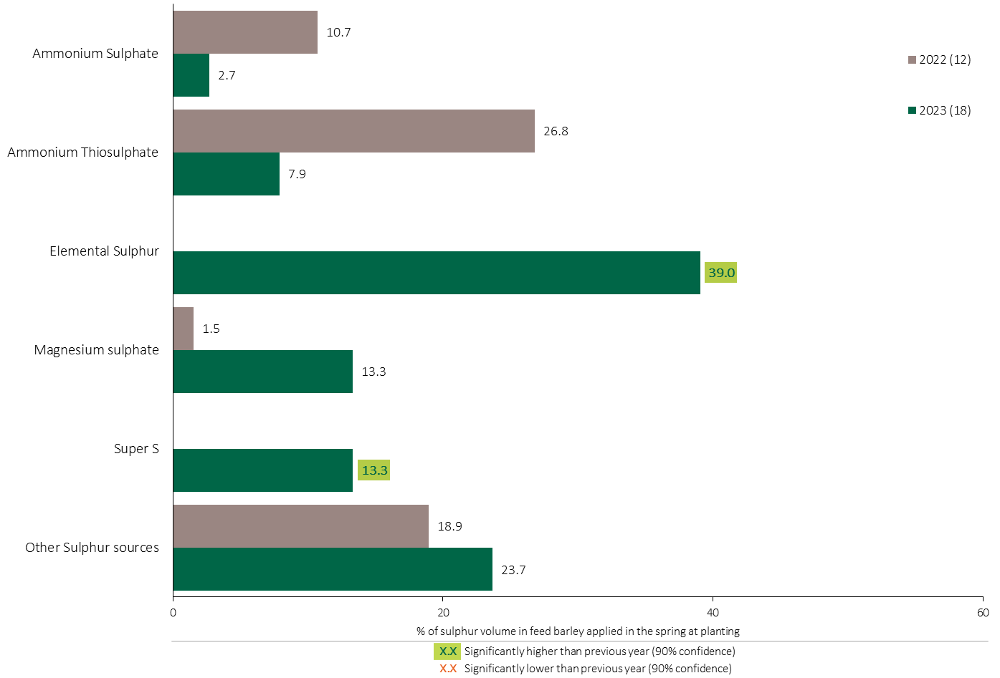 10.7
Ammonium Sulphate
2.7
2022 (12)
2023 (18)
26.8
Ammonium Thiosulphate
7.9
Elemental Sulphur
39.0
1.5
Magnesium sulphate
13.3
Super S
13.3
18.9
Other Sulphur sources
23.7
0 20 40 60
% of sulphur volume in feed barley applied in the spring at planting
X.X Significantly higher than previous year (90% confidence)
X.X Significantly lower than previous year (90% confidence)